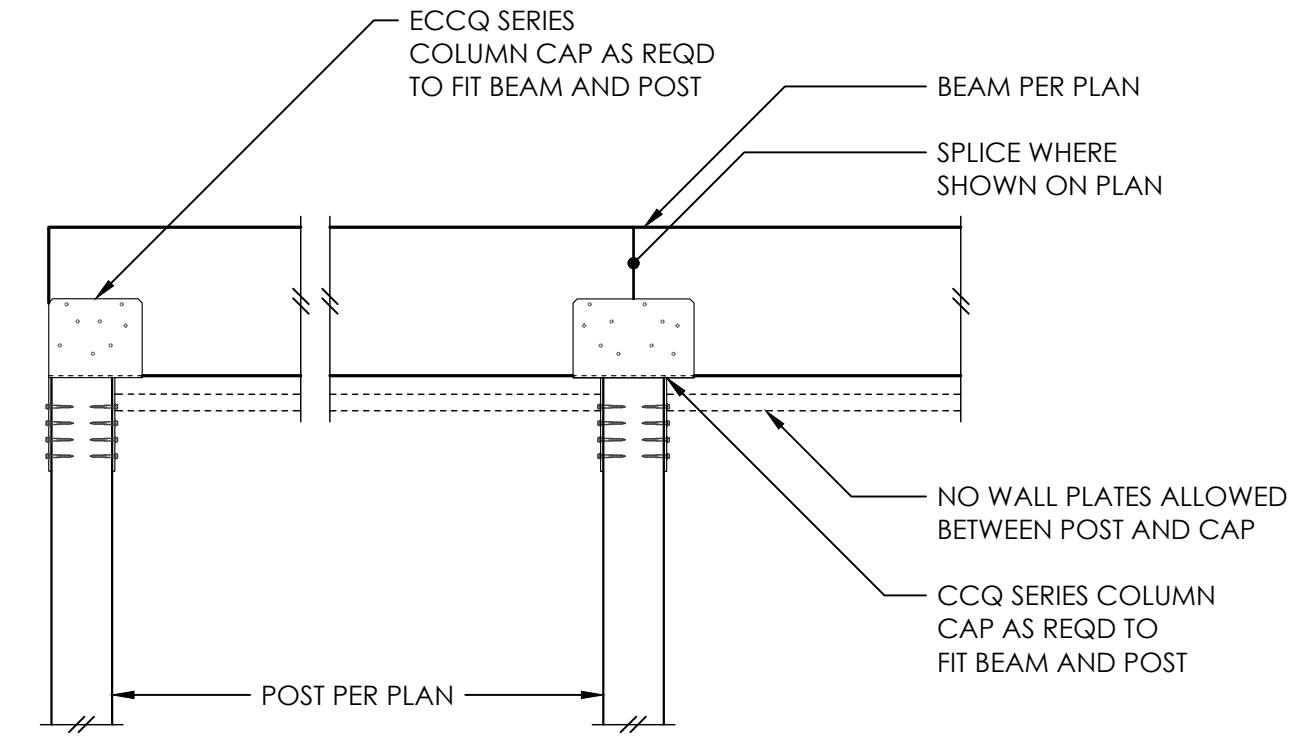 ECCQ SERIES
COLUMN CAP AS REQD
TO FIT BEAM AND POST
BEAM PER PLAN
SPLICE WHERE
SHOWN ON PLAN
NO WALL PLATES ALLOWED
BETWEEN POST AND CAP
CCQ SERIES COLUMN
CAP AS REQD TO
FIT BEAM AND POST
POST PER PLAN